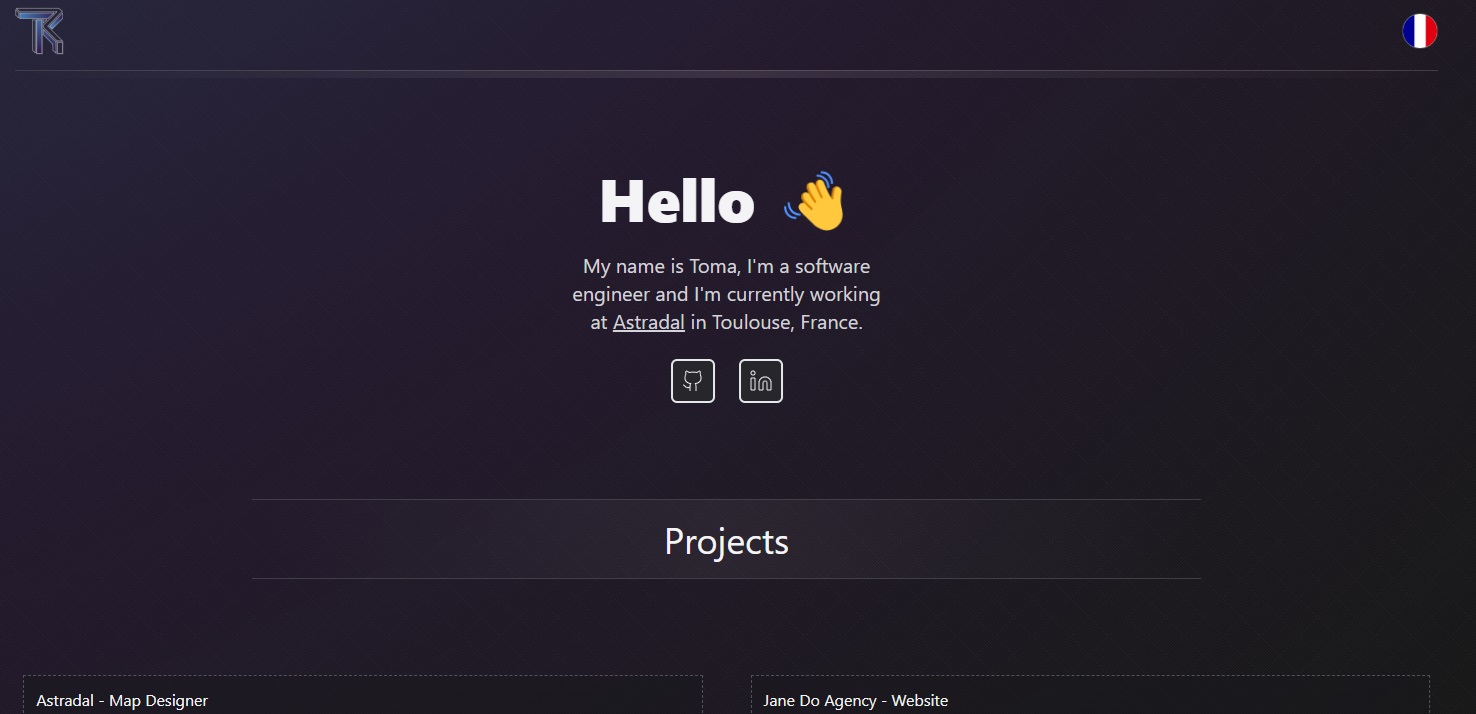 TK
Hello 👋
My name is Toma, I'm a software
engineer and I'm currently working
at Astradal in Toulouse, France.
in
Projects
Astradal - Map Designer
Jane Do Agency - Website